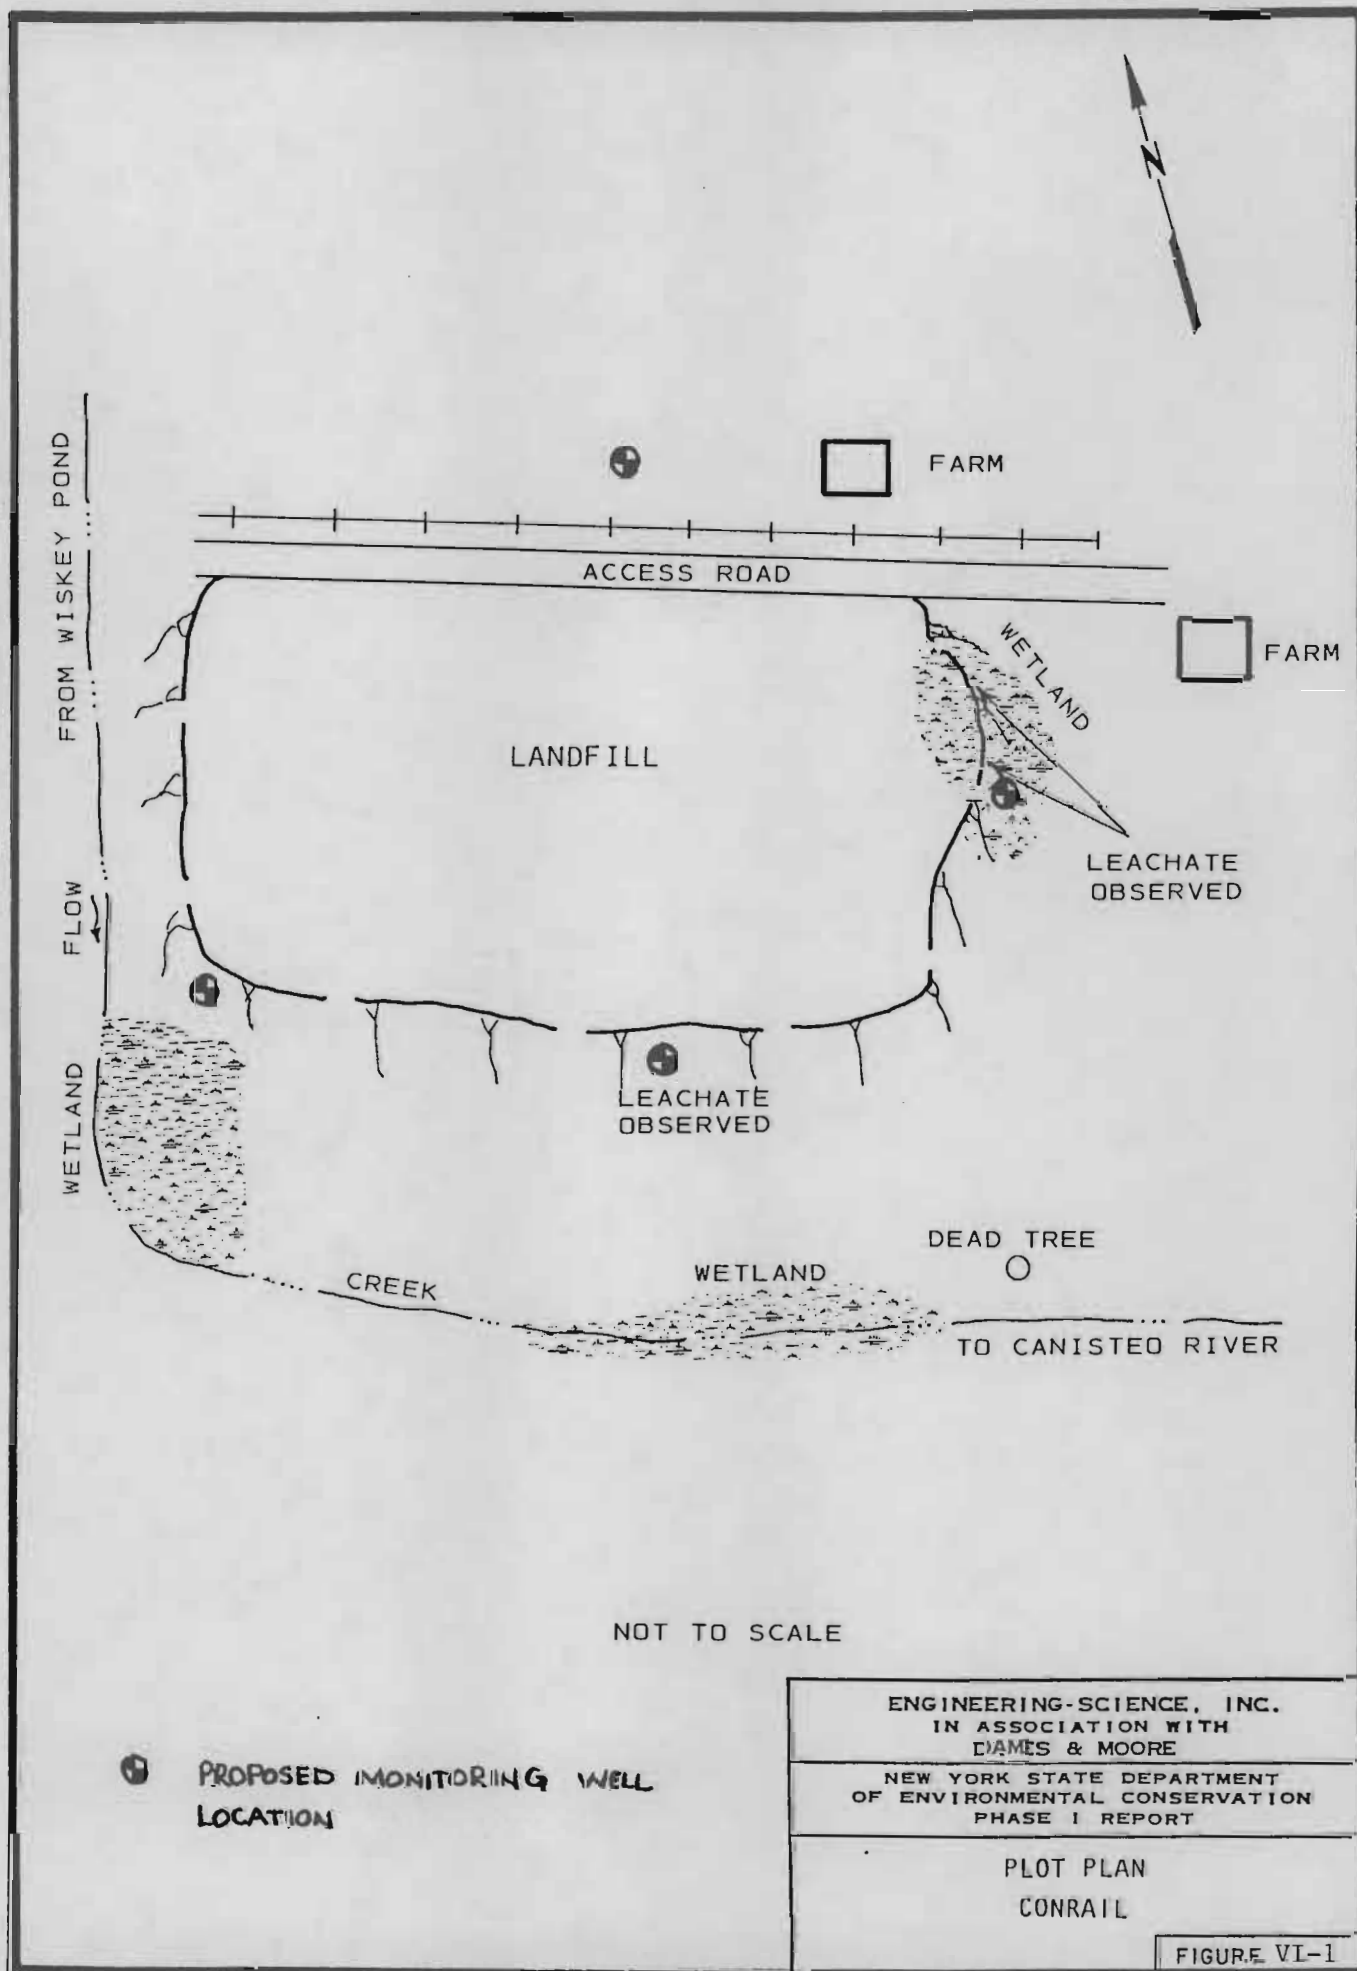 N
FARM
FROM WISKEY POND
ACCESS ROAD
WETLAND
FARM
LANDFILL
LEACHATE
OBSERVED
FLOW
WETLAND
LEACHATE
OBSERVED
DEAD TREE
CREEK
WETLAND
TO CANISTEO RIVER
NOT TO SCALE
PROPOSED MONITORING WELL
LOCATION
ENGINEERING-SCIENCE, INC.
IN ASSOCIATION WITH
DAMES & MOORE
NEW YORK STATE DEPARTMENT
OF ENVIRONMENTAL CONSERVATION
PHASE I REPORT
PLOT PLAN
CONRAIL
FIGURE VI-1